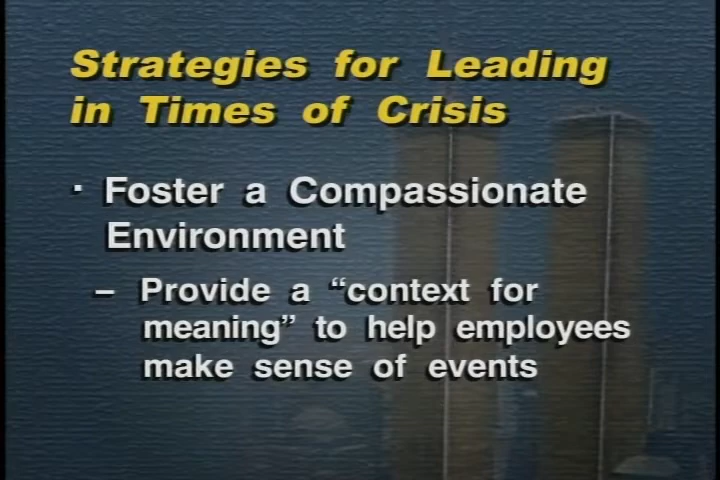 Strategies for Leading
in Times of Crisis
· Foster a Compassionate
Environment
– Provide a “context for
meaning” to help employees
make sense of events